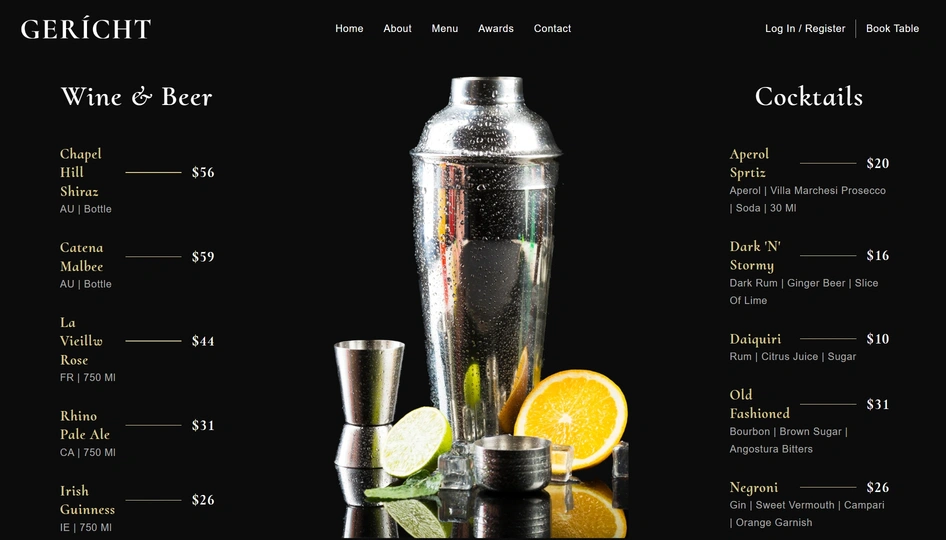 GERÍCHT
Home
About
Menu
Awards
Contact
Log In / Register
Book Table
Wine & Beer
Chapel
Hill
Shiraz
$56
AU | Bottle
Catena
Malbee
$59
AU | Bottle
La
Vieillw
Rose
$44
FR | 750 Ml
Rhino
Pale Ale
$31
CA | 750 Ml
Irish
Guinness
$26
IE | 750 Ml
Cocktails
Aperol
Sprtiz
$20
Aperol | Villa Marchesi Prosecco
| Soda | 30 Ml
Dark 'N'
Stormy
$16
Dark Rum | Ginger Beer | Slice
Of Lime
Daiquiri
$10
Rum | Citrus Juice | Sugar
Old
Fashioned
$31
Bourbon | Brown Sugar |
Angostura Bitters
Negroni
$26
Gin | Sweet Vermouth | Campari
| Orange Garnish